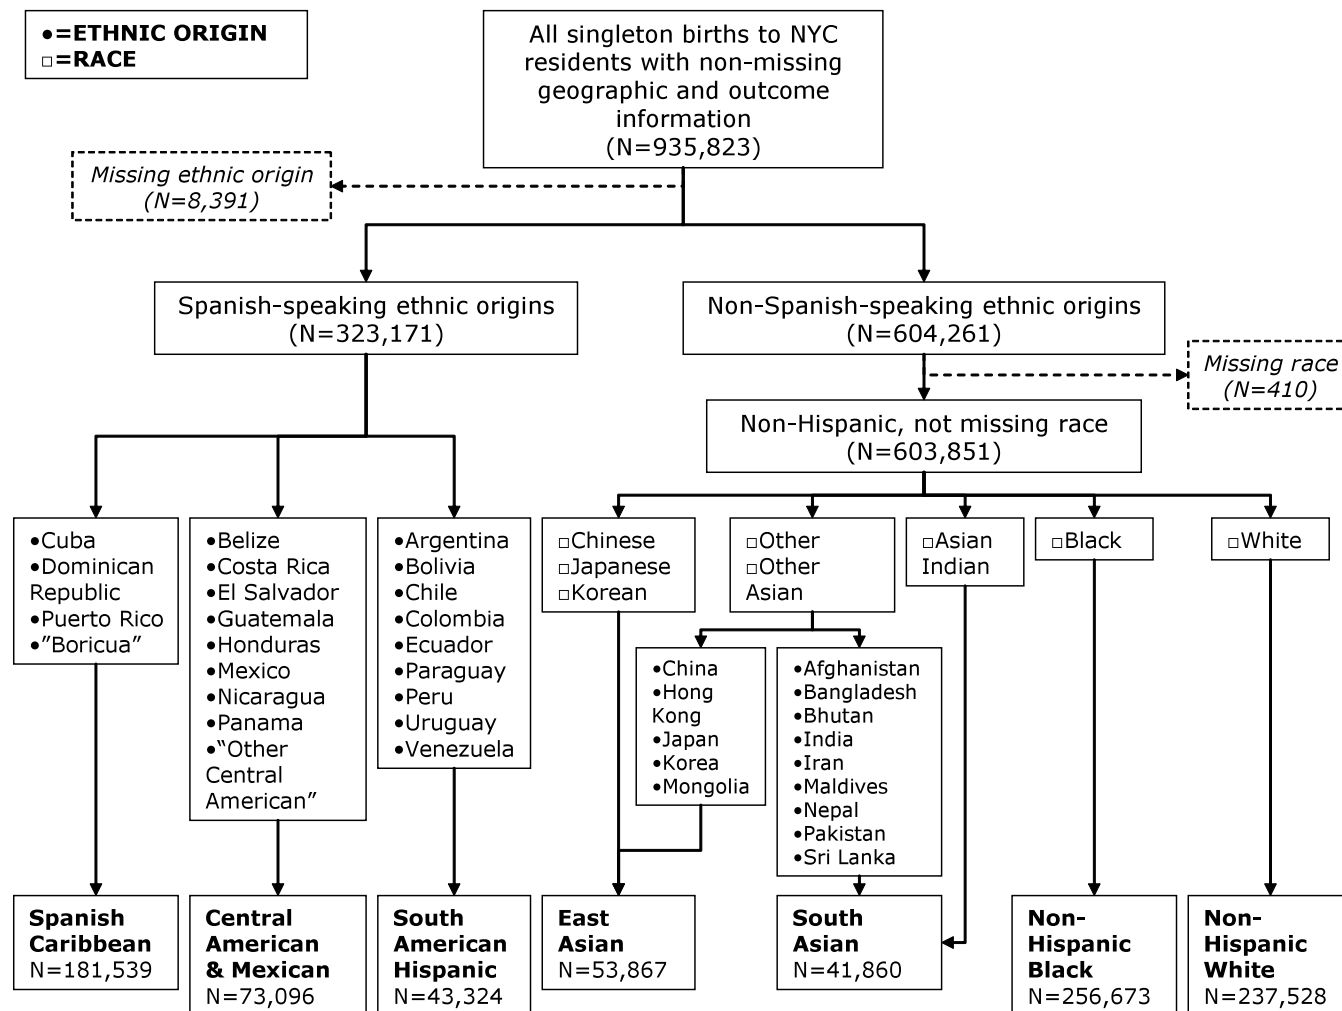 ●=ETHNIC ORIGIN
□=RACE
All singleton births to NYC
residents with non-missing
geographic and outcome
information
(N=935,823)
Missing ethnic origin
(N=8,391)
Spanish-speaking ethnic origins
(N=323,171)
Non-Spanish-speaking ethnic origins
(N=604,261)
Missing race
(N=410)
Non-Hispanic, not missing race
(N=603,851)
●Cuba
●Dominican
Republic
●Puerto Rico
●”Boricua”
●Belize
●Costa Rica
●El Salvador
●Guatemala
●Honduras
●Mexico
●Nicaragua
●Panama
●“Other
Central
American”
●Argentina
●Bolivia
●Chile
●Colombia
●Ecuador
●Paraguay
●Peru
●Uruguay
●Venezuela
□Chinese
□Japanese
□Korean
□Other
□Other
Asian
□Asian
Indian
□Black
□White
●China
●Hong
Kong
●Japan
●Korea
●Mongolia
●Afghanistan
●Bangladesh
●Bhutan
●India
●Iran
●Maldives
●Nepal
●Pakistan
●Sri Lanka
Spanish
Caribbean
N=181,539
Central
American
& Mexican
N=73,096
South
American
Hispanic
N=43,324
East
Asian
N=53,867
South
Asian
N=41,860
Non-
Hispanic
Black
N=256,673
Non-
Hispanic
White
N=237,528